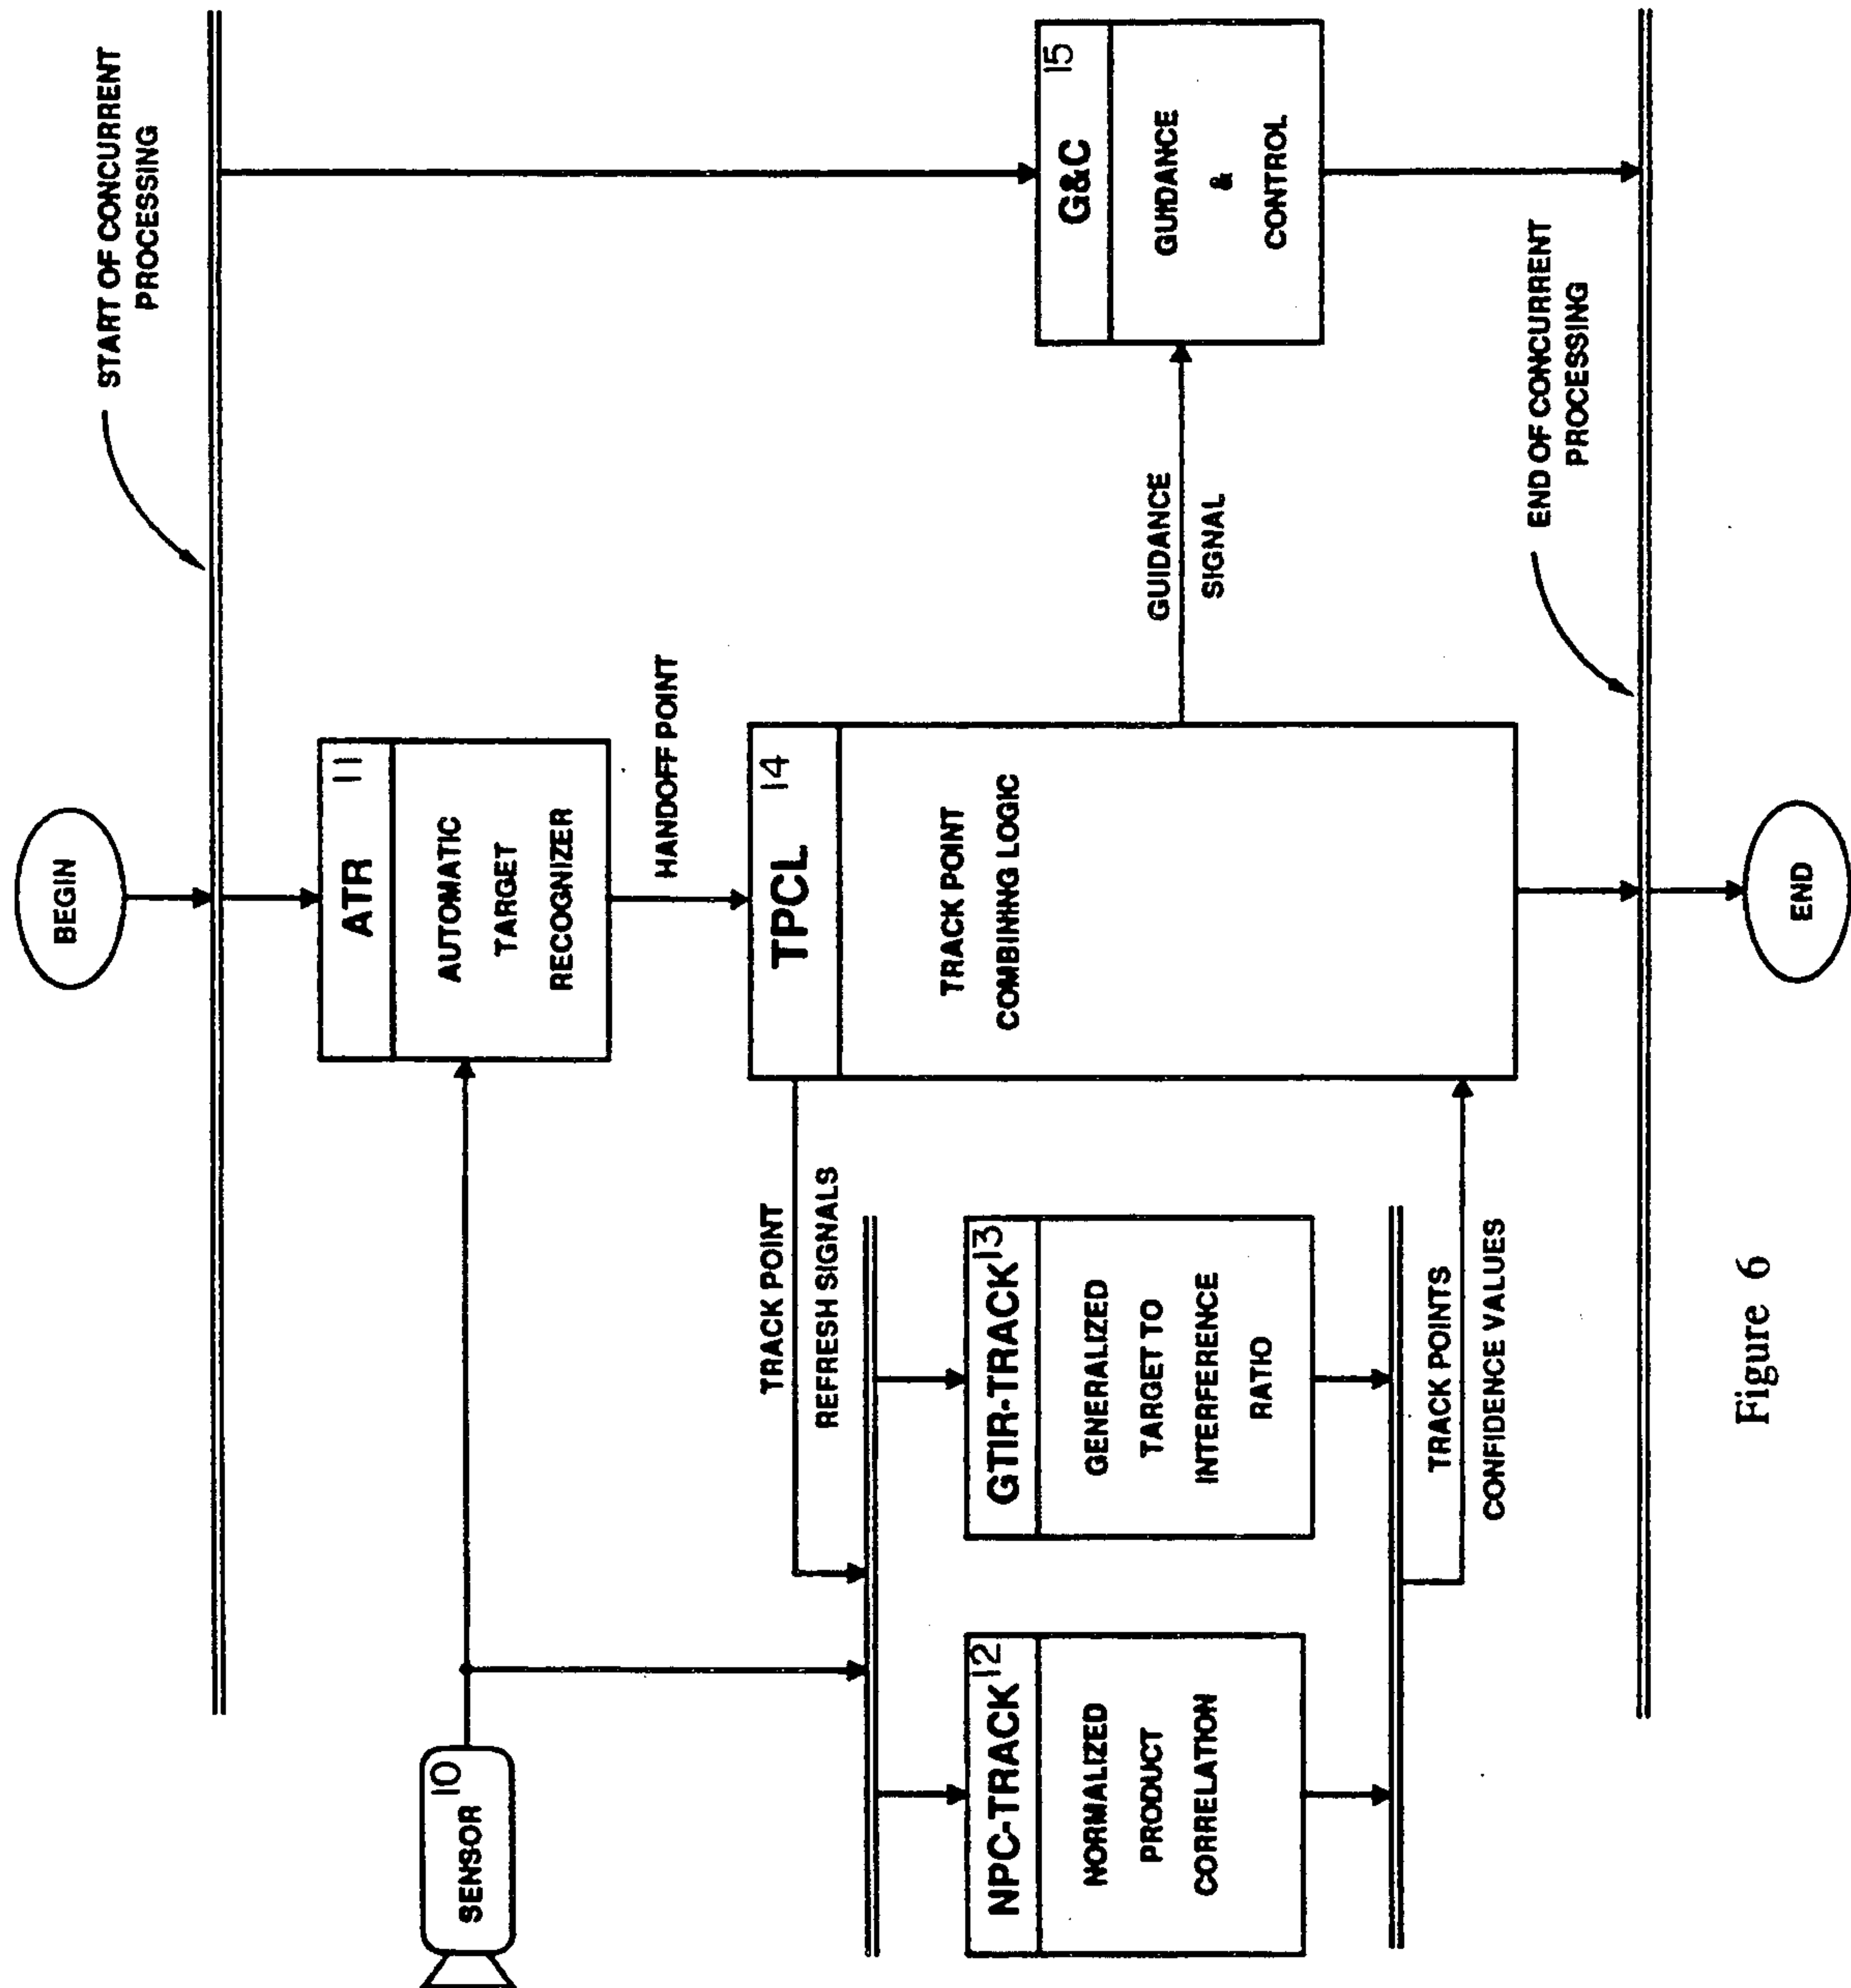 BEGIN
START OF CONCURRENT
PROCESSING
10
SENSOR
ATR 11
AUTOMATIC
TARGET
RECOGNIZER
HANDOFF POINT
TRACK POINT
REFRESH SIGNALS
TPCL 14
TRACK POINT
COMBINING LOGIC
NPC-TRACK 12
NORMALIZED
PRODUCT
CORRELATION
GTIR-TRACK 13
GENERALIZED
TARGET TO
INTERFERENCE
RATIO
GUIDANCE
SIGNAL
G&C 15
GUIDANCE
&
CONTROL
TRACK POINTS
CONFIDENCE VALUES
END OF CONCURRENT
PROCESSING
END
Figure 6